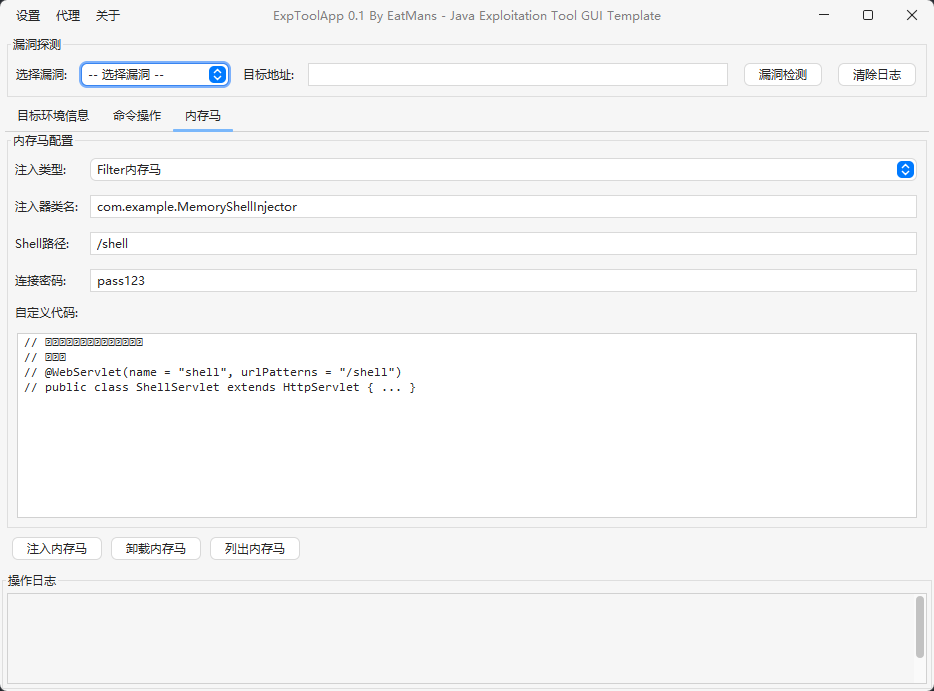 设置 代理 关于 ExpToolApp 0.1 By EatMans - Java Exploitation Tool GUI Template
漏洞探测
选择漏洞: -- 选择漏洞 -- 目标地址: 漏洞检测 清除日志
目标环境信息 命令操作 内存马
内存马配置
注入类型: Filter内存马
注入器类名: com.example.MemoryShellInjector
Shell路径: /shell
连接密码: pass123
自定义代码:
//
//
// @WebServlet(name = "shell", urlPatterns = "/shell")
// public class ShellServlet extends HttpServlet { ... }
注入内存马 卸载内存马 列出内存马
操作日志